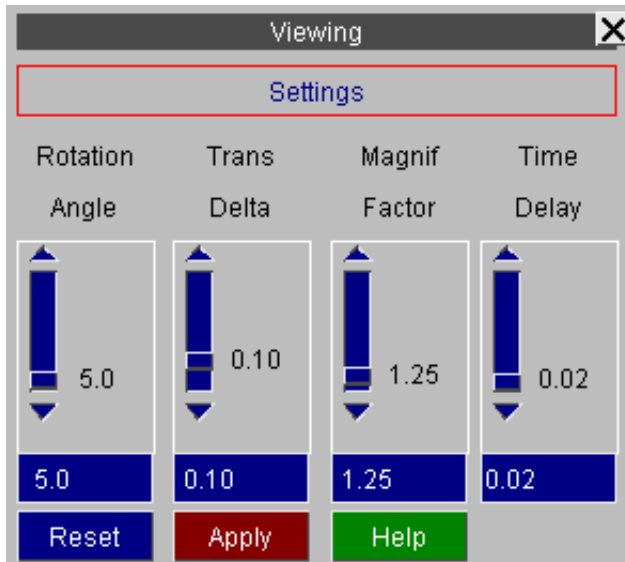 Viewing
Settings
Rotation Trans Magnif Time
Angle Delta Factor Delay
5.0 0.10 1.25 0.02
5.0 0.10 1.25 0.02
Reset Apply Help